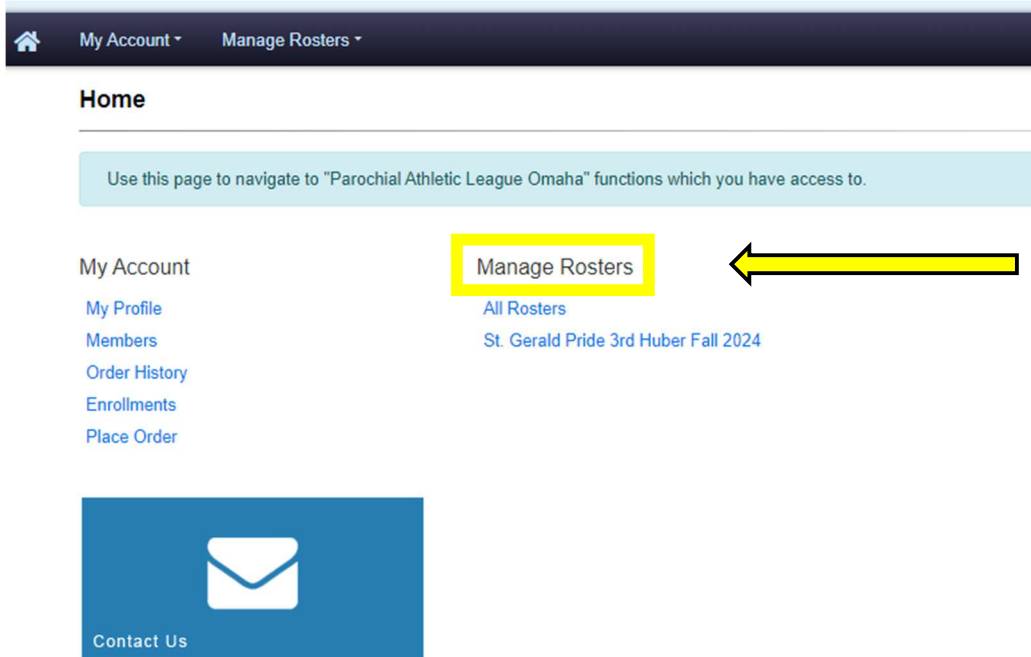 My Account
Manage Rosters
Home
Use this page to navigate to "Parochial Athletic League Omaha" functions which you have access to.
My Account
My Profile
Members
Order History
Enrollments
Place Order
Manage Rosters
All Rosters
St. Gerald Pride 3rd Huber Fall 2024
Contact Us